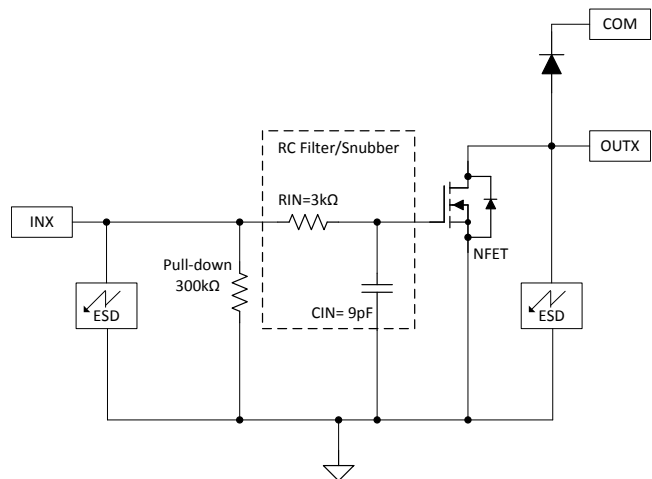 COM
OUTX
RC Filter/Snubber
RIN=3kΩ
INX
NFET
Pull-down
300kΩ
ESD
CIN= 9pF
ESD